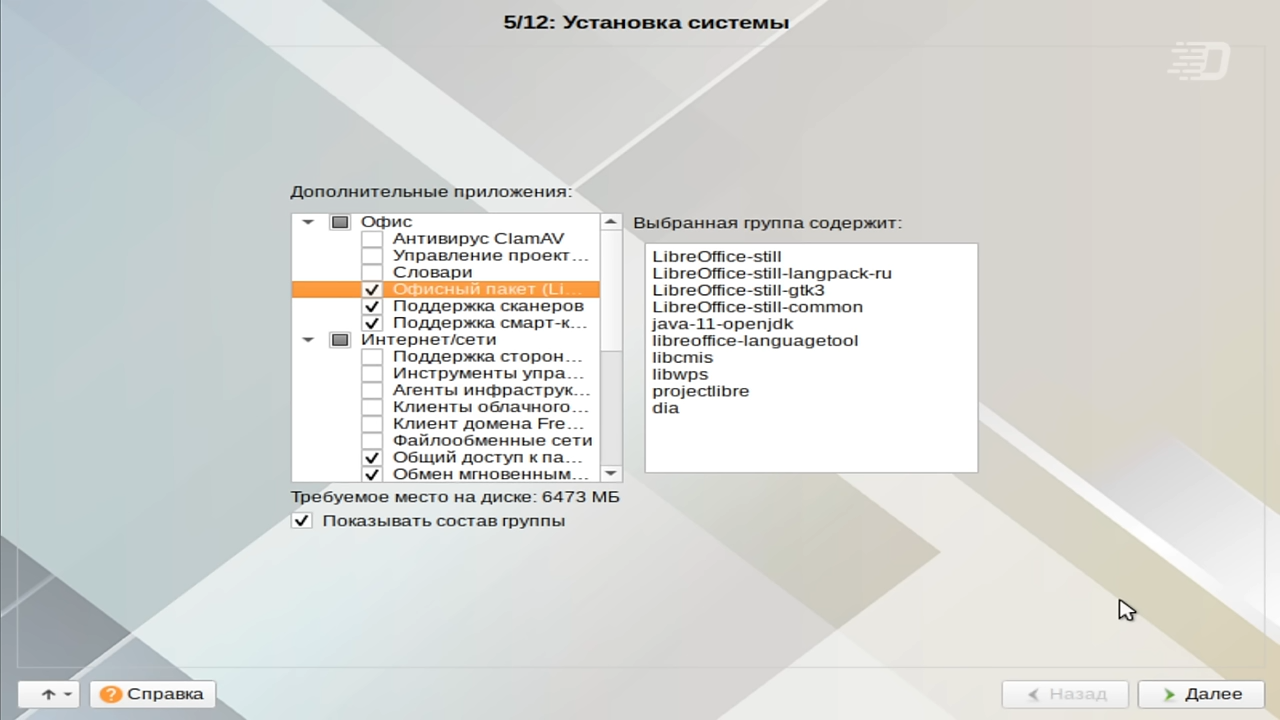 5/12: Установка системы
Дополнительные приложения:
Офис
Антивирус ClamAV
Управление проект…
Словари
Офисный пакет (Li…
Поддержка сканеров
Поддержка смарт-к…
Интернет/сети
Поддержка сторон…
Инструменты упра…
Агенты инфраструк…
Клиенты облачного…
Клиент домена Fre…
Файлообменные сети
Общий доступ к па…
Обмен мгновенным…
Выбранная группа содержит:
LibreOffice-still
LibreOffice-still-langpack-ru
LibreOffice-still-gtk3
LibreOffice-still-common
java-11-openjdk
libreoffice-languagetool
libcmis
libwps
projectlibre
dia
Требуемое место на диске: 6473 МБ
Показывать состав группы
Справка
Назад
Далее